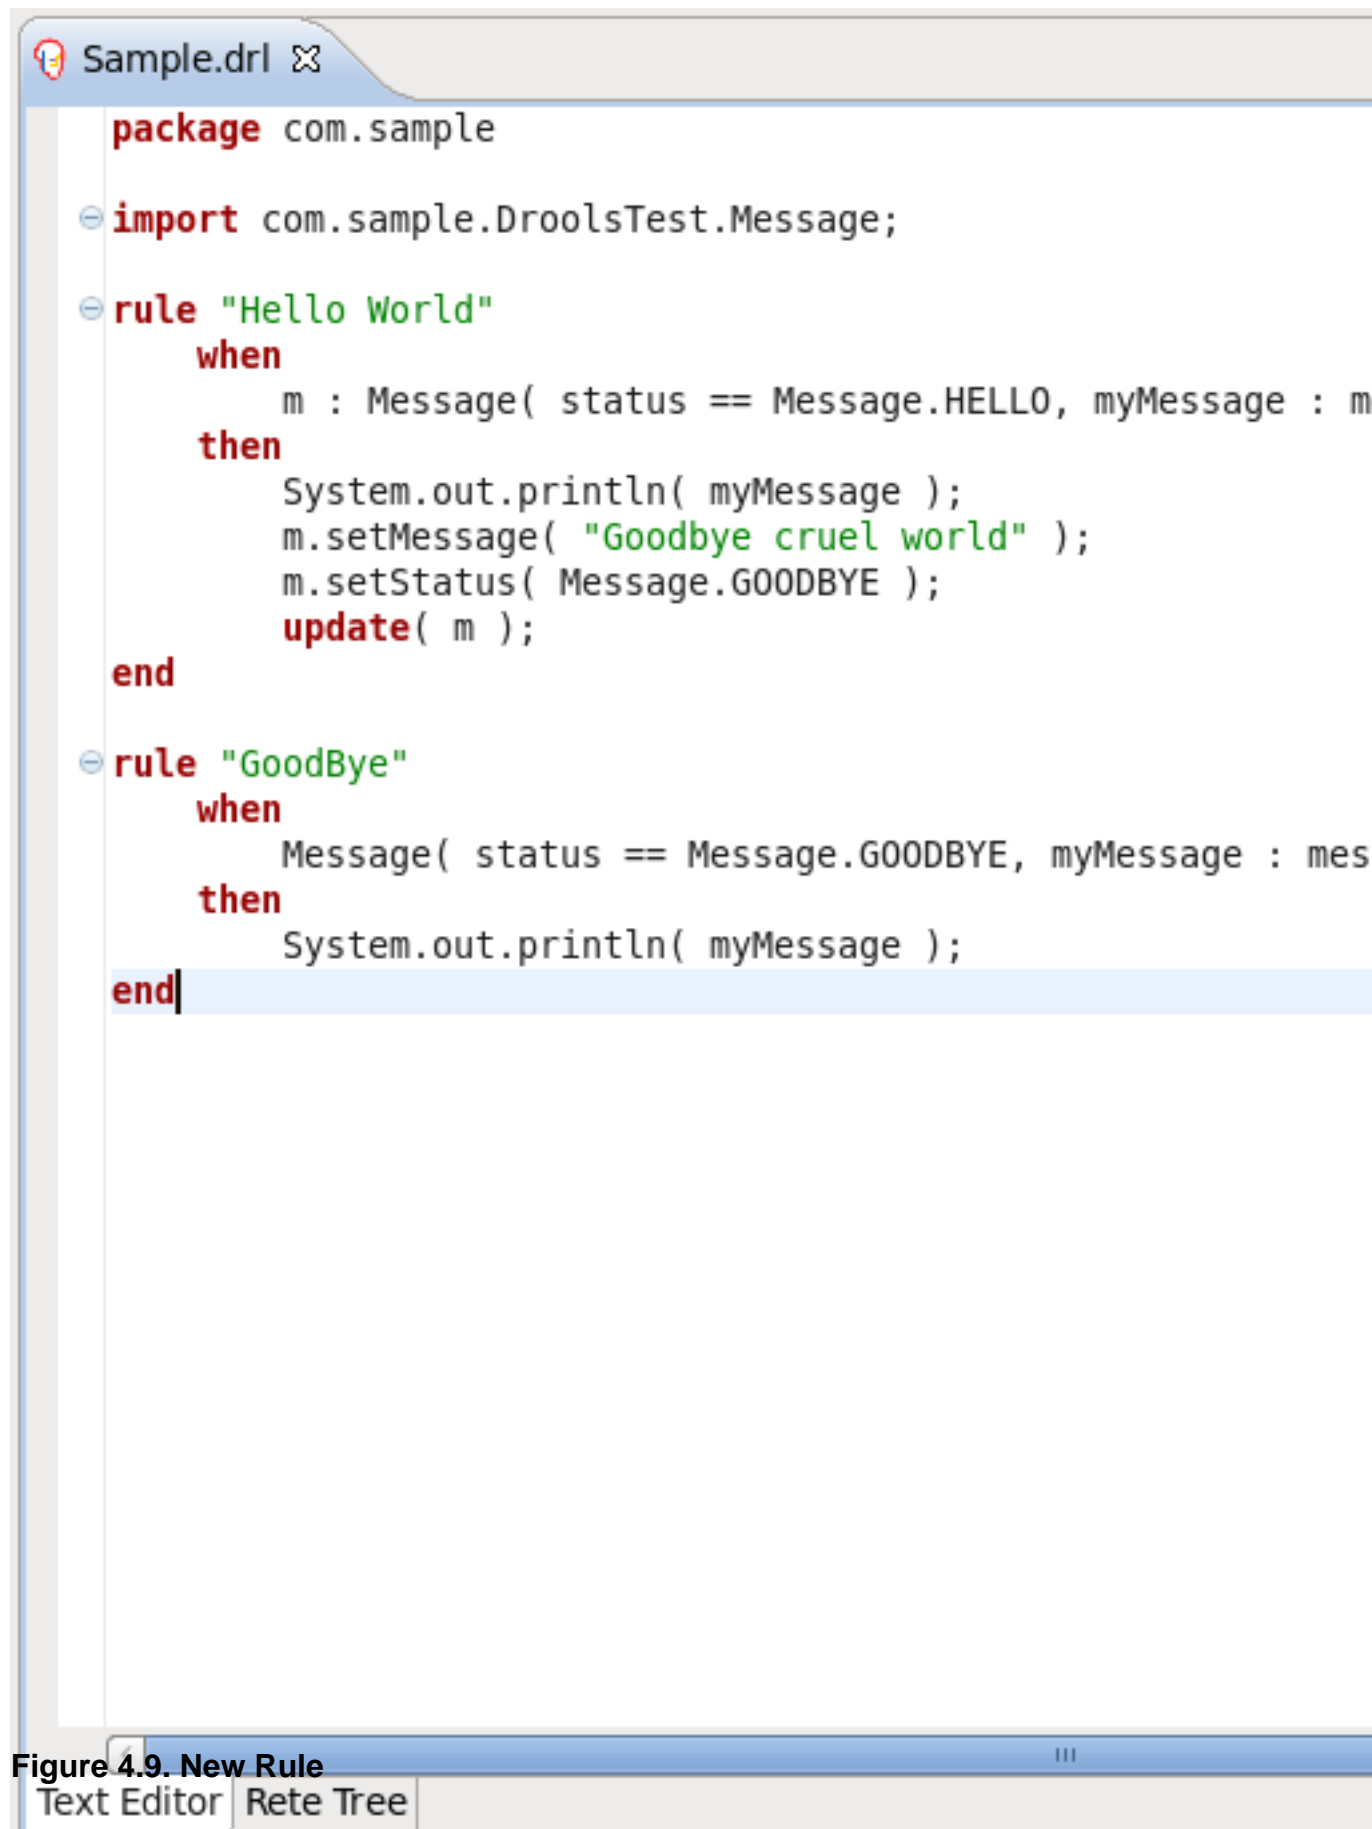 Sample.drl
package com.sample
import com.sample.DroolsTest.Message;
rule "Hello World"
when
m : Message( status == Message.HELLO, myMessage : m
then
System.out.println( myMessage );
m.setMessage( "Goodbye cruel world" );
m.setStatus( Message.GOODBYE );
update( m );
end
rule "GoodBye"
when
Message( status == Message.GOODBYE, myMessage : mes
then
System.out.println( myMessage );
end
Figure 4.9. New Rule
Text Editor Rete Tree